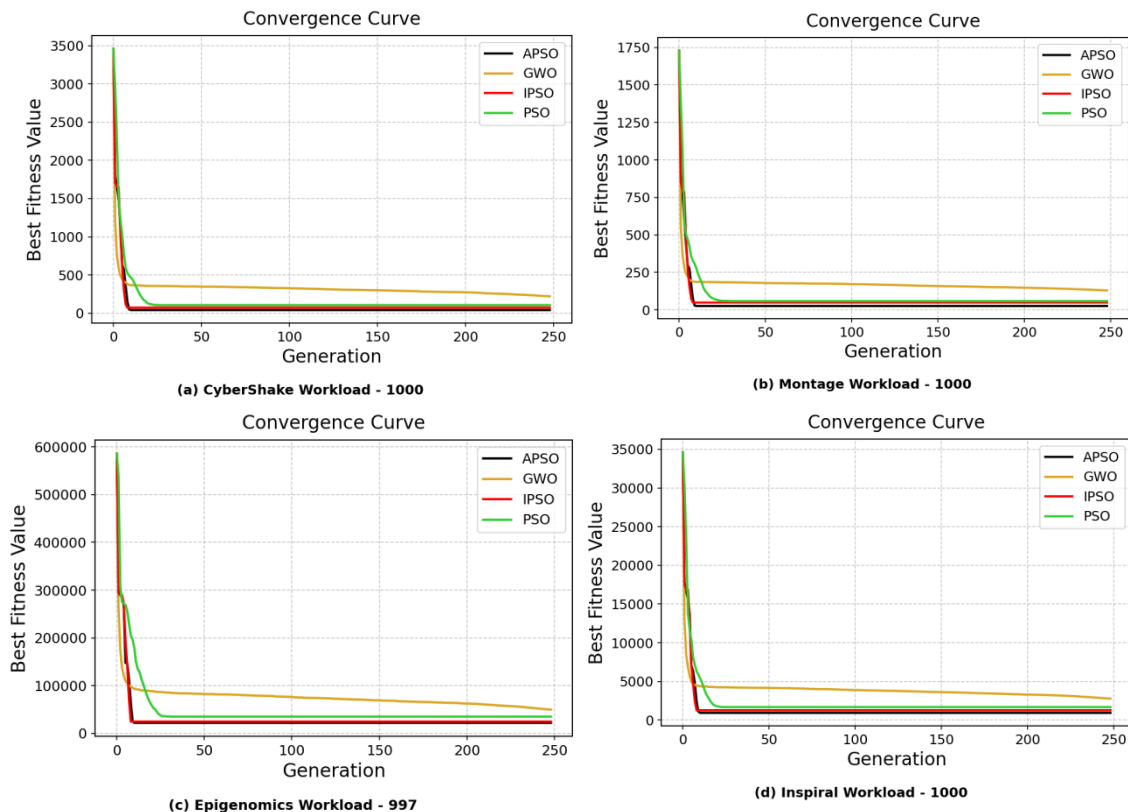 Convergence Curve
Best Fitness Value
3500
3000
2500
2000
1500
1000
500
0
APSO
GWO
IPSO
PSO
0 50 100 150 200 250
Generation
(a) CyberShake Workload - 1000
Convergence Curve
Best Fitness Value
1750
1500
1250
1000
750
500
250
0
APSO
GWO
IPSO
PSO
0 50 100 150 200 250
Generation
(b) Montage Workload - 1000
Convergence Curve
Best Fitness Value
600000
500000
400000
300000
200000
100000
0
APSO
GWO
IPSO
PSO
0 50 100 150 200 250
Generation
(c) Epigenomics Workload - 997
Convergence Curve
Best Fitness Value
35000
30000
25000
20000
15000
10000
5000
0
APSO
GWO
IPSO
PSO
0 50 100 150 200 250
Generation
(d) Inspiral Workload - 1000